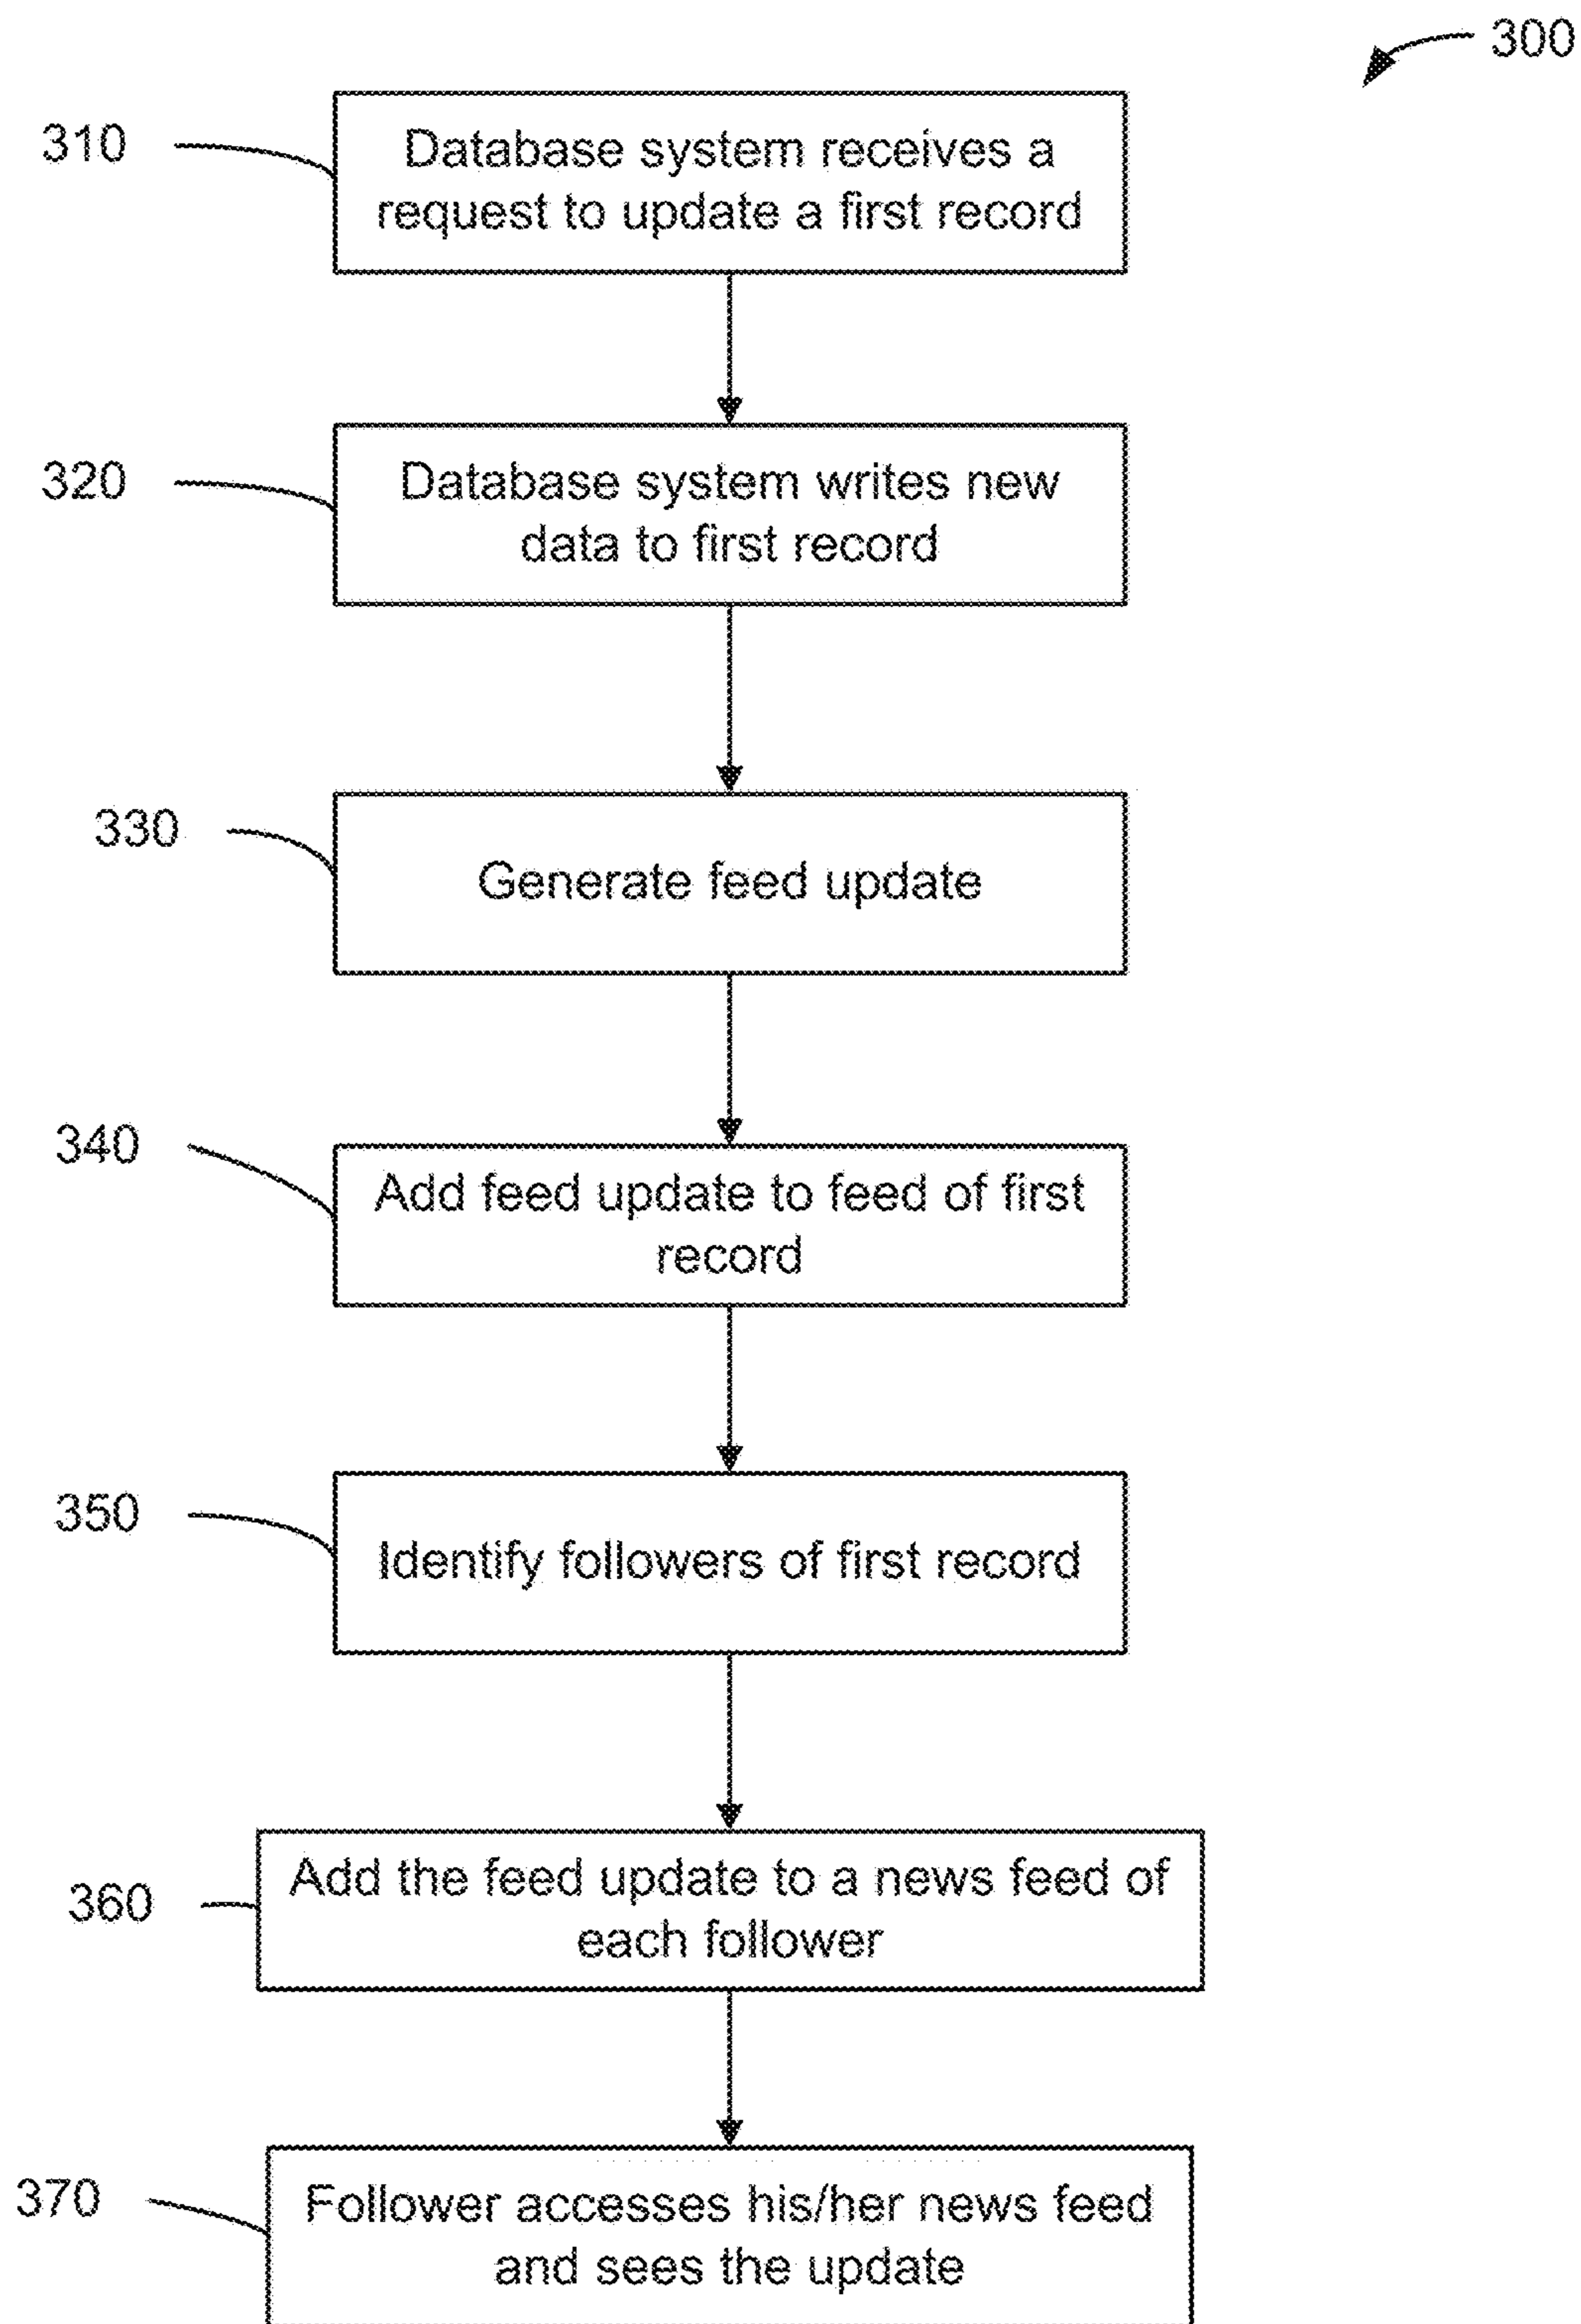 300
310
Database system receives a
request to update a first record
320
Database system writes new
data to first record
330
Generate feed update
340
Add feed update to feed of first
record
350
Identify followers of first record
360
Add the feed update to a news feed of
each follower
370
Follower accesses his/her news feed
and sees the update